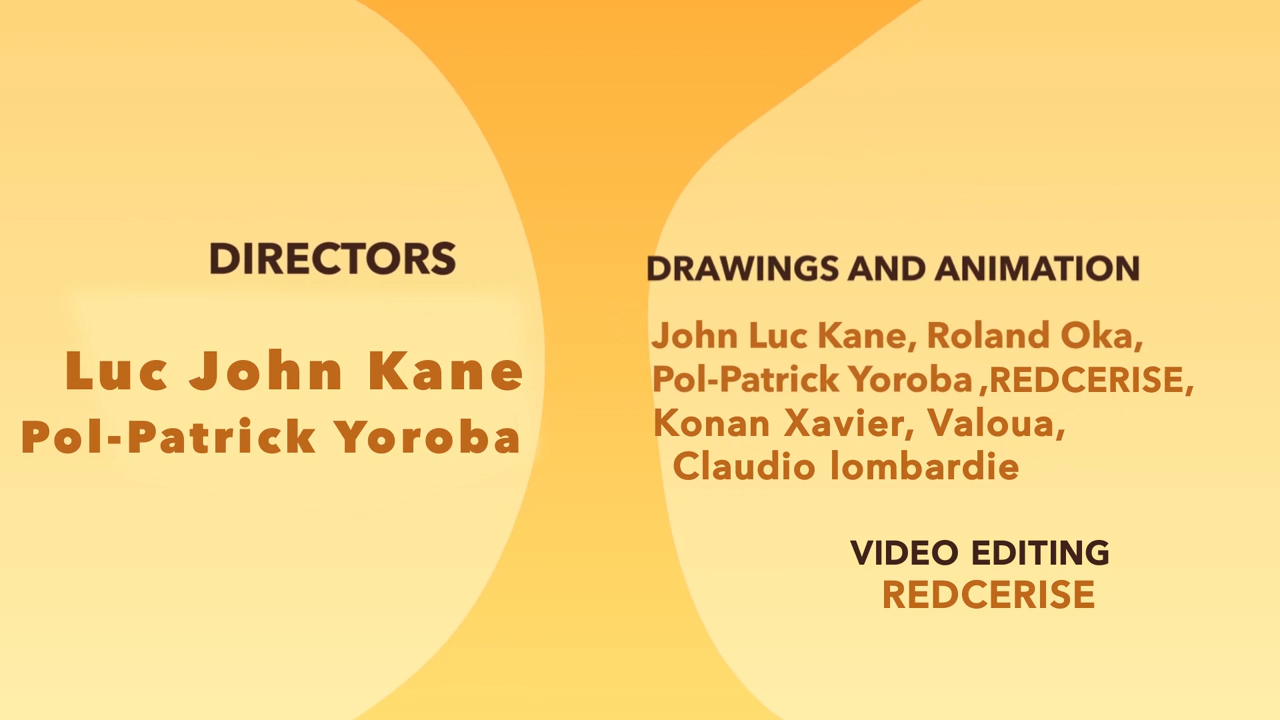 DIRECTORS
Luc John Kane
Pol-Patrick Yoroba
DRAWINGS AND ANIMATION
John Luc Kane, Roland Oka,
Pol-Patrick Yoroba ,REDCERISE,
Konan Xavier, Valoua,
Claudio lombardie
VIDEO EDITING
REDCERISE